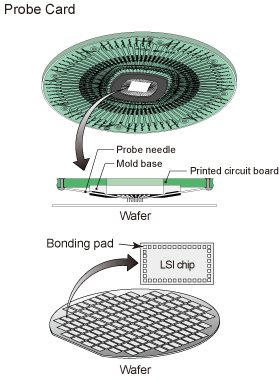 Probe Card
Probe needle
Mold base
Printed circuit board
Wafer
Bonding pad
LSI chip
Wafer